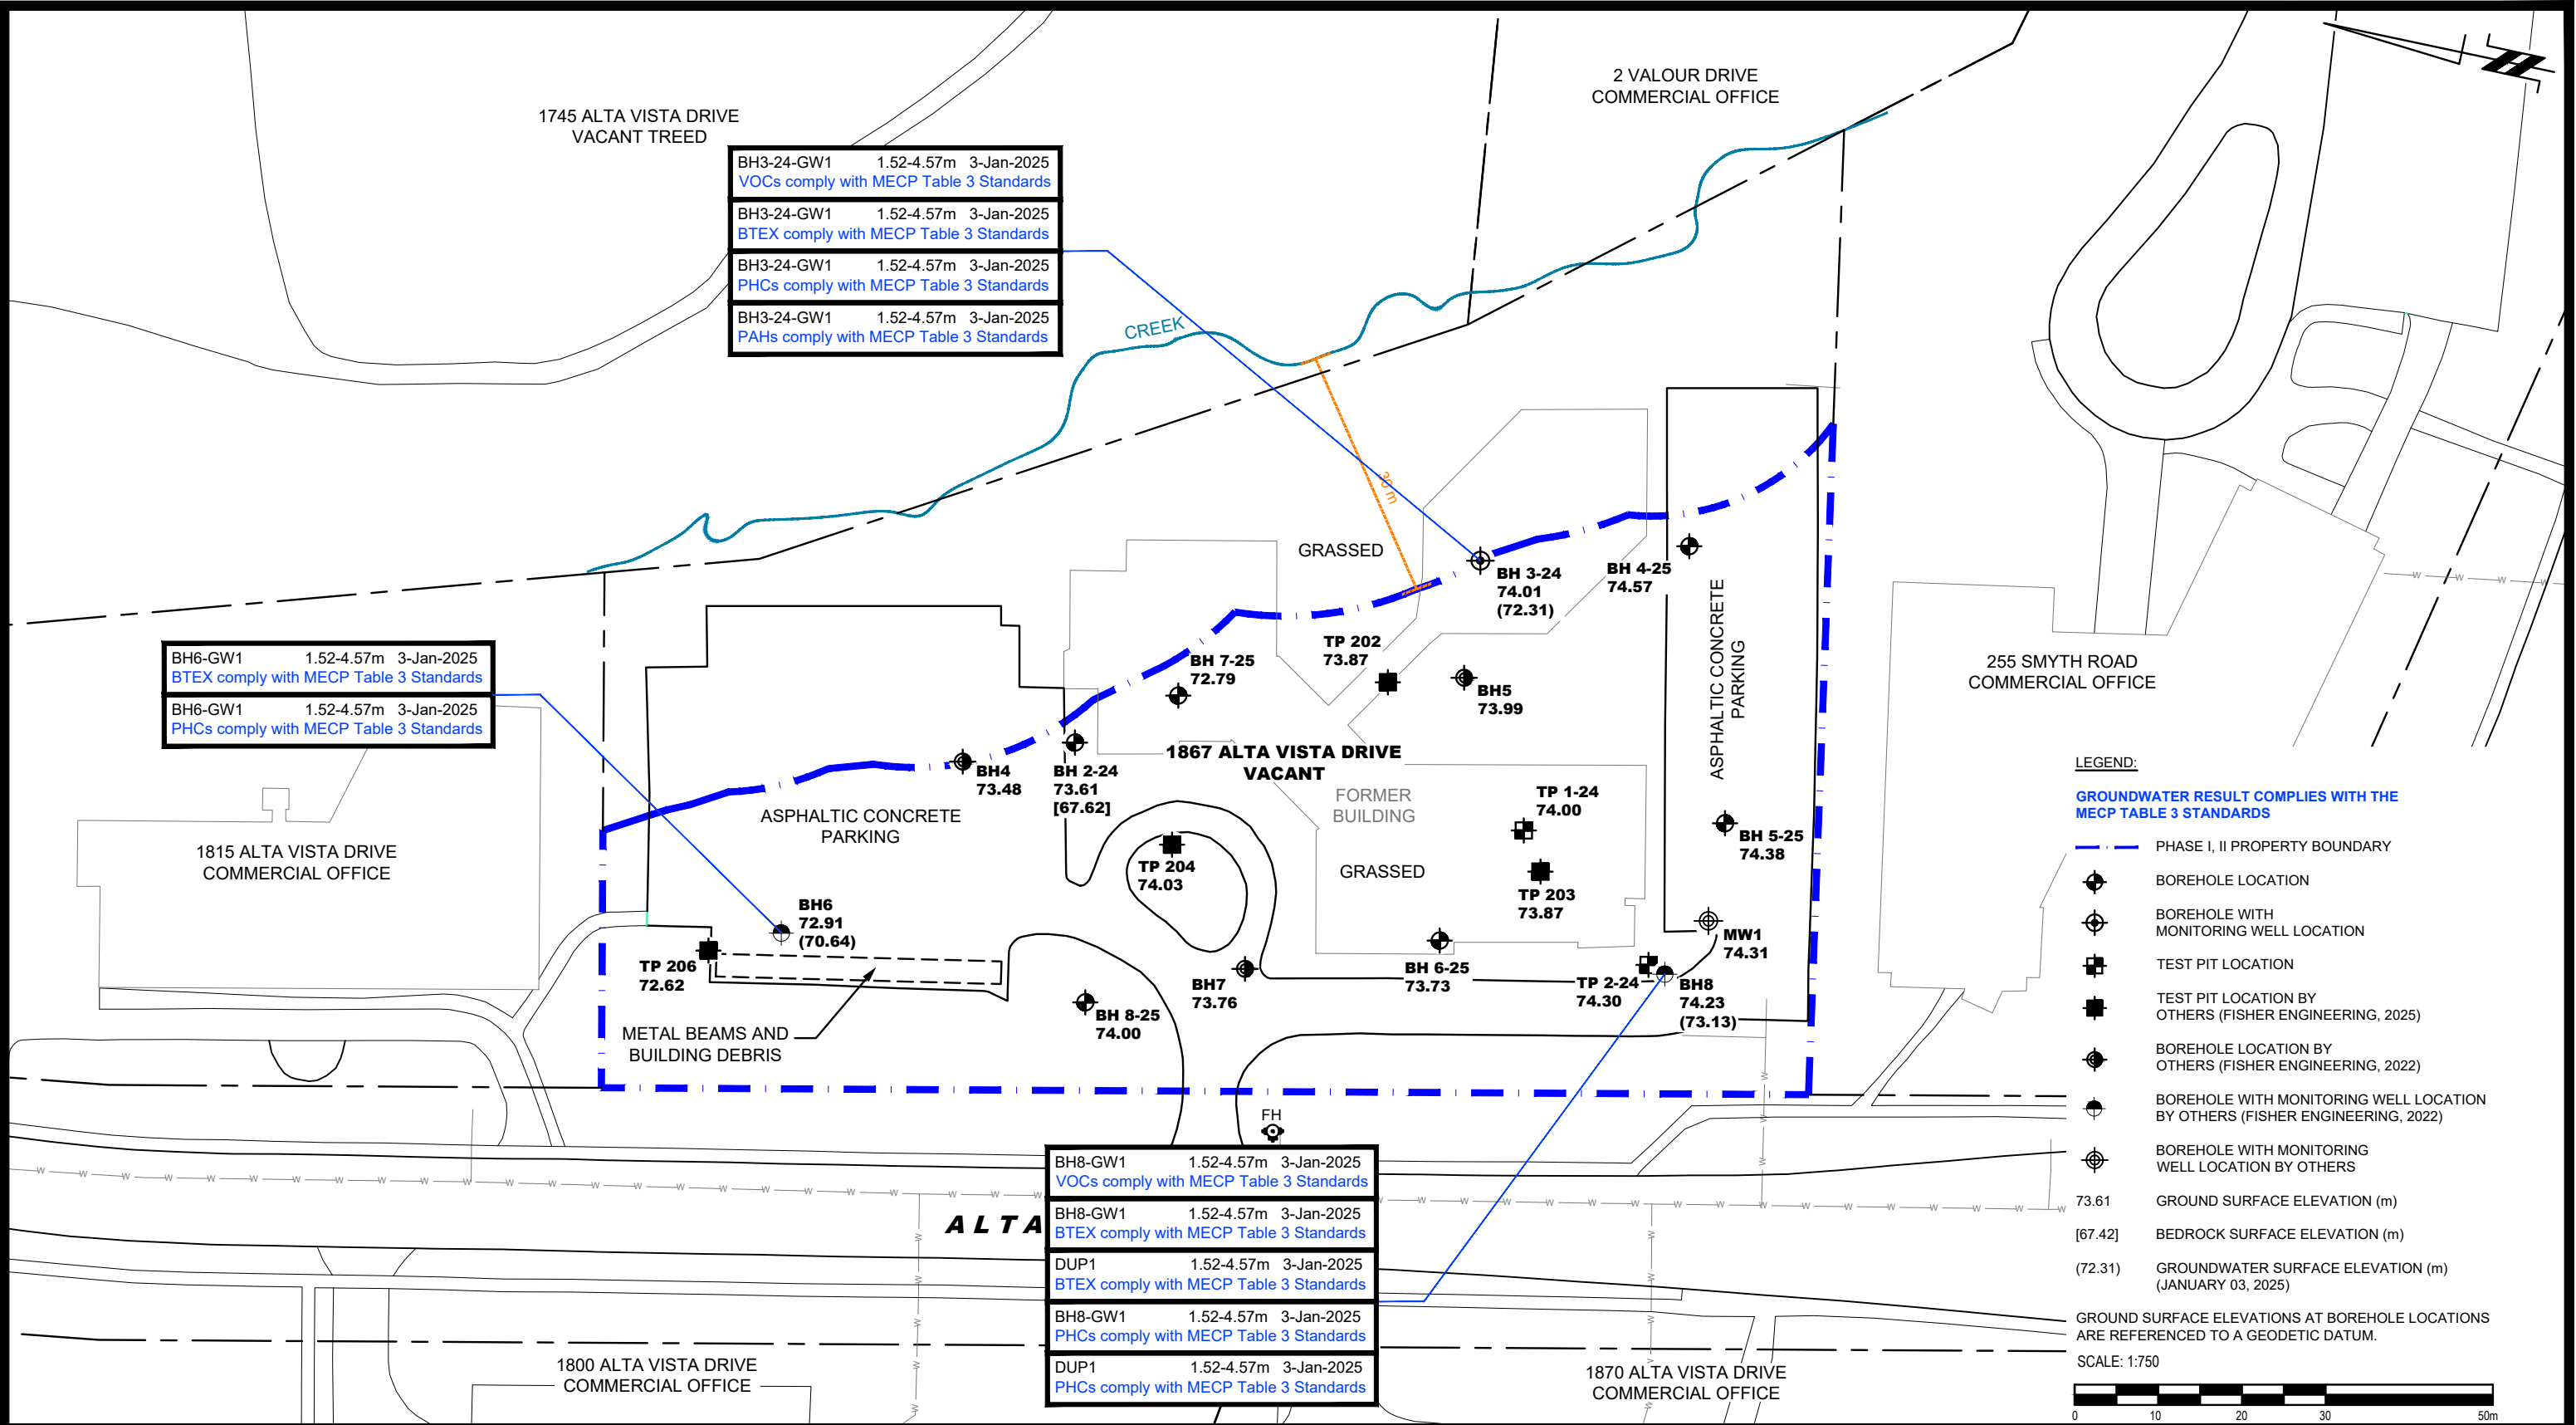 2 VALOUR DRIVE
COMMERCIAL OFFICE
1745 ALTA VISTA DRIVE
VACANT TREED
BH3-24-GW1 1.52-4.57m 3-Jan-2025
VOCs comply with MECP Table 3 Standards
BH3-24-GW1 1.52-4.57m 3-Jan-2025
BTEX comply with MECP Table 3 Standards
BH3-24-GW1 1.52-4.57m 3-Jan-2025
PHCs comply with MECP Table 3 Standards
BH3-24-GW1 1.52-4.57m 3-Jan-2025
PAHs comply with MECP Table 3 Standards
CREEK
30 m
GRASSED
BH 3-24
74.01
(72.31)
BH 4-25
74.57
ASPHALTIC CONCRETE
PARKING
TP 202
73.87
BH 7-25
72.79
BH5
73.99
255 SMYTH ROAD
COMMERCIAL OFFICE
BH6-GW1 1.52-4.57m 3-Jan-2025
BTEX comply with MECP Table 3 Standards
BH6-GW1 1.52-4.57m 3-Jan-2025
PHCs comply with MECP Table 3 Standards
1867 ALTA VISTA DRIVE
VACANT
BH4
73.48
BH 2-24
73.61
[67.62]
FORMER
BUILDING
TP 1-24
74.00
ASPHALTIC CONCRETE
PARKING
BH 5-25
74.38
1815 ALTA VISTA DRIVE
COMMERCIAL OFFICE
TP 204
74.03
GRASSED
TP 203
73.87
BH6
72.91
(70.64)
MW1
74.31
TP 206
72.62
BH7
73.76
BH 6-25
73.73
TP 2-24
74.30
BH8
74.23
(73.13)
BH 8-25
74.00
METAL BEAMS AND
BUILDING DEBRIS
FH
BH8-GW1 1.52-4.57m 3-Jan-2025
VOCs comply with MECP Table 3 Standards
BH8-GW1 1.52-4.57m 3-Jan-2025
BTEX comply with MECP Table 3 Standards
DUP1 1.52-4.57m 3-Jan-2025
BTEX comply with MECP Table 3 Standards
BH8-GW1 1.52-4.57m 3-Jan-2025
PHCs comply with MECP Table 3 Standards
DUP1 1.52-4.57m 3-Jan-2025
PHCs comply with MECP Table 3 Standards
ALTA
1800 ALTA VISTA DRIVE
COMMERCIAL OFFICE
1870 ALTA VISTA DRIVE
COMMERCIAL OFFICE
LEGEND:
GROUNDWATER RESULT COMPLIES WITH THE
MECP TABLE 3 STANDARDS
PHASE I, II PROPERTY BOUNDARY
BOREHOLE LOCATION
BOREHOLE WITH
MONITORING WELL LOCATION
TEST PIT LOCATION
TEST PIT LOCATION BY
OTHERS (FISHER ENGINEERING, 2025)
BOREHOLE LOCATION BY
OTHERS (FISHER ENGINEERING, 2022)
BOREHOLE WITH MONITORING WELL LOCATION
BY OTHERS (FISHER ENGINEERING, 2022)
BOREHOLE WITH MONITORING
WELL LOCATION BY OTHERS
73.61 GROUND SURFACE ELEVATION (m)
[67.42] BEDROCK SURFACE ELEVATION (m)
(72.31) GROUNDWATER SURFACE ELEVATION (m)
(JANUARY 03, 2025)
GROUND SURFACE ELEVATIONS AT BOREHOLE LOCATIONS
ARE REFERENCED TO A GEODETIC DATUM.
SCALE: 1:750
0 10 20 30 50m